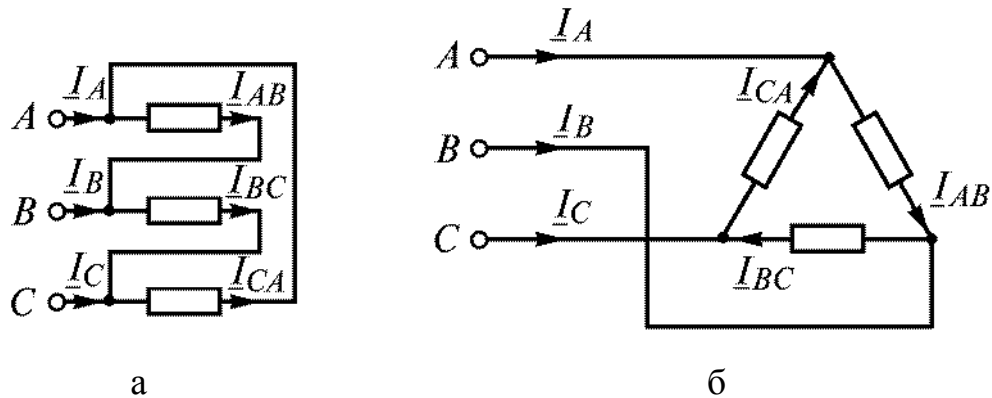 A I_A I_AB
B I_B I_BC
C I_C I_CA
а
A I_A
B I_B I_CA
C I_C I_AB
I_BC
б